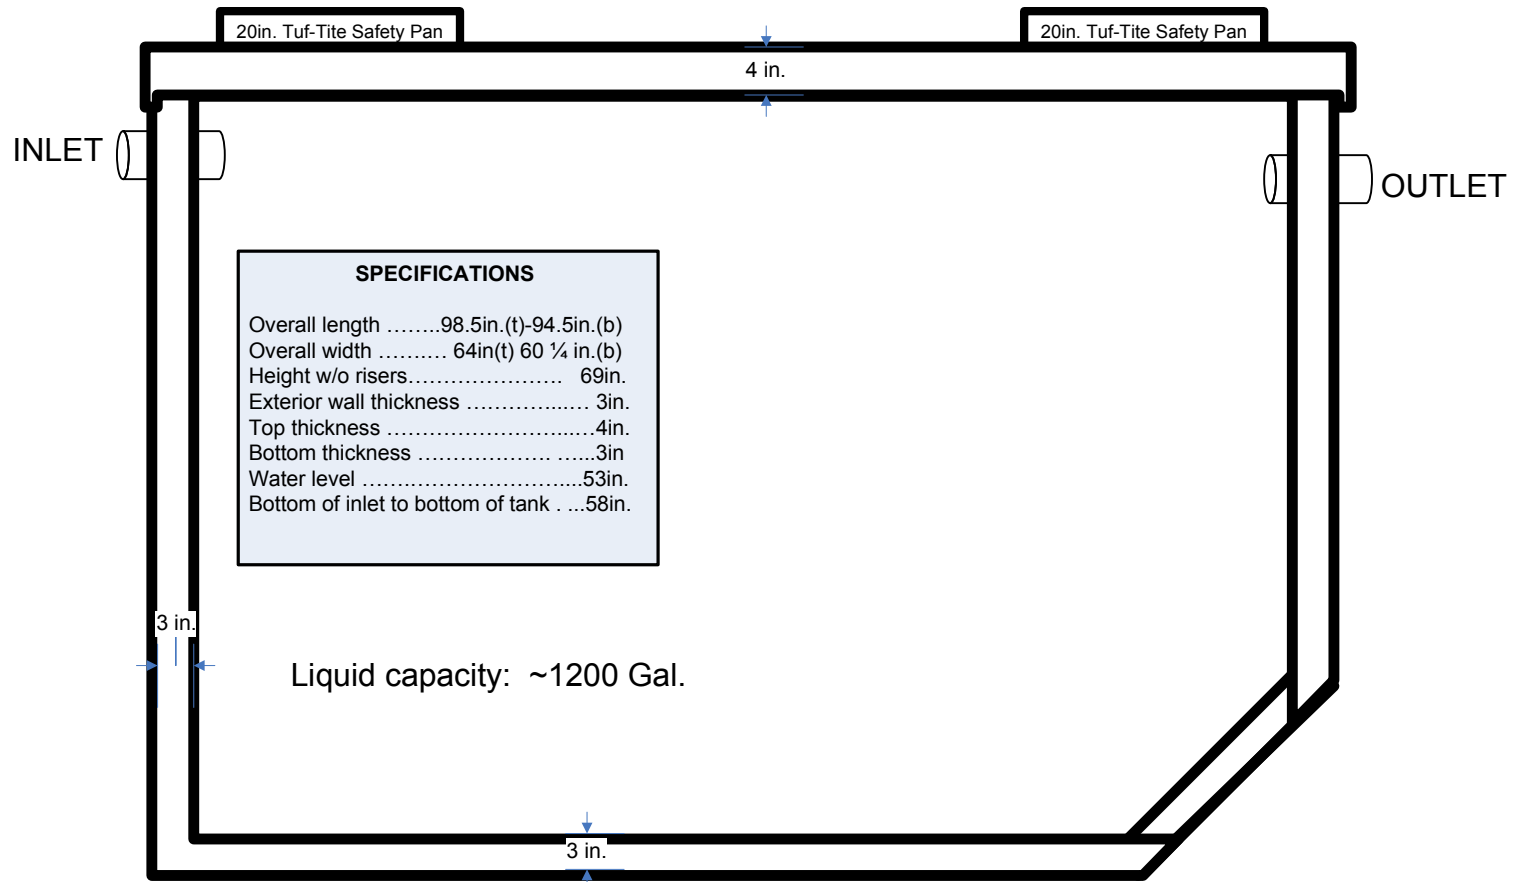 20in. Tuf-Tite Safety Pan
20in. Tuf-Tite Safety Pan
4 in.
INLET
OUTLET
SPECIFICATIONS
Overall length ……..98.5in.(t)-94.5in.(b)
Overall width …….… 64in(t) 60 ¼ in.(b)
Height w/o risers…………………. 69in.
Exterior wall thickness …………...… 3in.
Top thickness ……………………...…4in.
Bottom thickness ………………. …...3in
Water level …….…………………....53in.
Bottom of inlet to bottom of tank . ...58in.
3 in.
Liquid capacity: ~1200 Gal.
3 in.